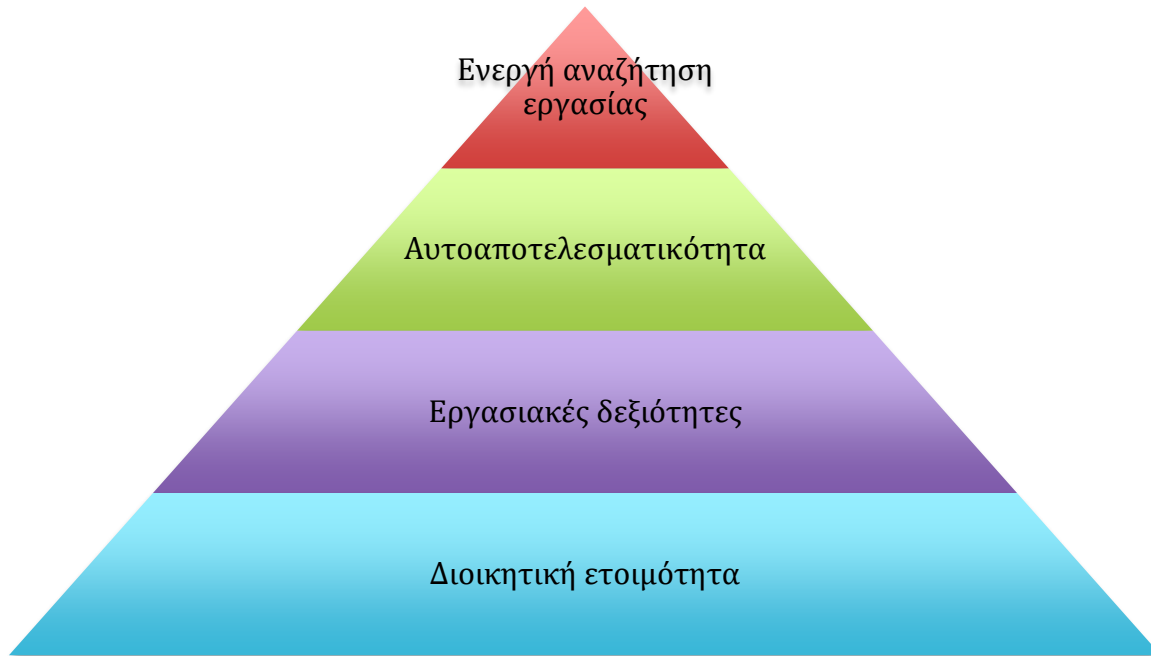 Ενεργή αναζήτηση
εργασίας
Αυτοαποτελεσματικότητα
Εργασιακές δεξιότητες
Διοικητική ετοιμότητα